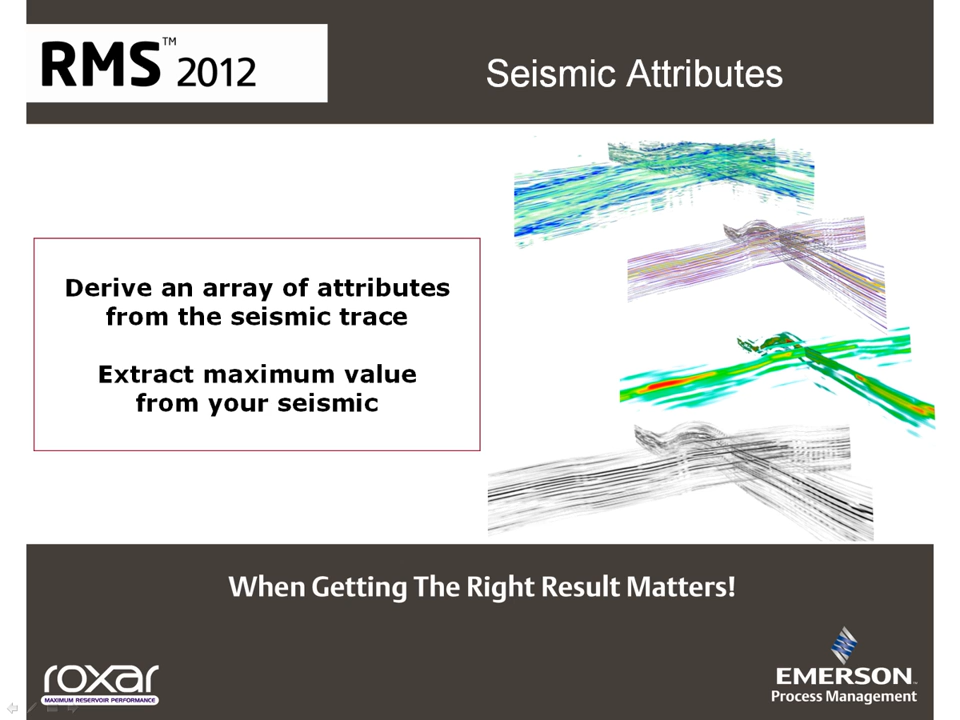 RMS™ 2012
Seismic Attributes
Derive an array of attributes
from the seismic trace
Extract maximum value
from your seismic
When Getting The Right Result Matters!
roxar
MAXIMUM RESERVOIR PERFORMANCE
EMERSON™
Process Management